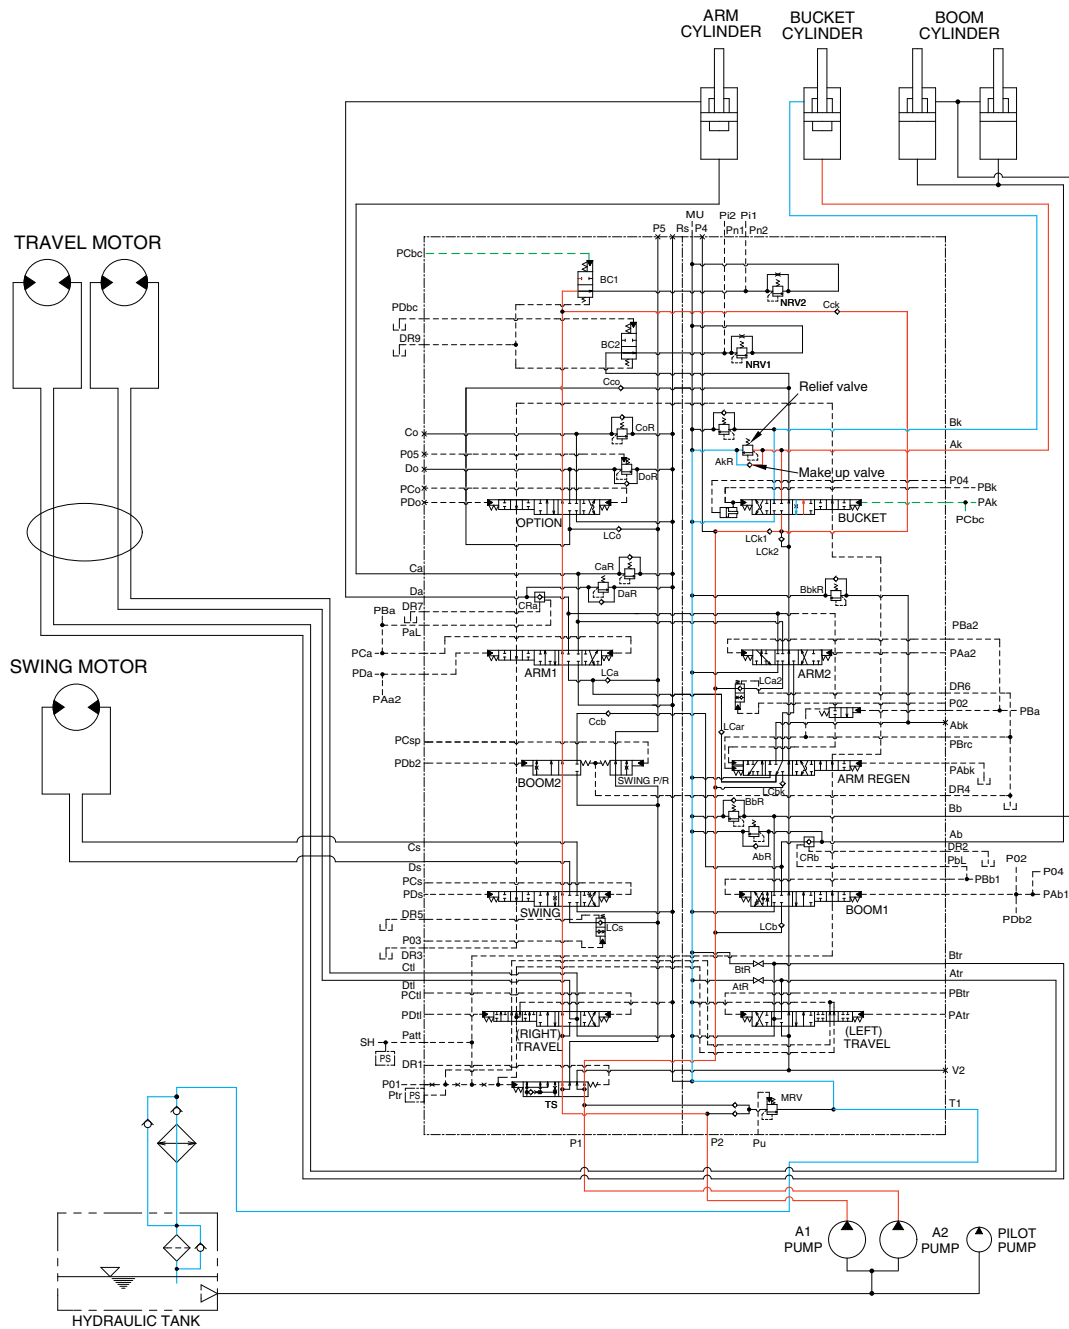 ARM
CYLINDER
BUCKET
CYLINDER
BOOM
CYLINDER
TRAVEL MOTOR
SWING MOTOR
HYDRAULIC TANK
A1
PUMP
A2
PUMP
PILOT
PUMP
P5
Rs
MU
P4
Pi2
Pn1
Pi1
Pn2
PCbc
BC1
NRV2
Cck
PDbc
DR9
BC2
NRV1
Cco
Relief valve
Co
CoR
Bk
Ak
P05
Do
DoR
AkR
Make up valve
PCo
PDo
OPTION
P04
PBk
PAk
PCbc
BUCKET
LCo
LCk1
LCk2
Ca
CaR
Da
DaR
CRa
DR7
PBa
PaL
BbkR
PCa
PDa
PAa2
ARM1
LCa
PBa2
PAa2
ARM2
LCa2
DR6
P02
PBa
Abk
Ccb
LCar
PCsp
PDb2
BOOM2
SWING P/R
PBrc
PAbk
ARM REGEN
LCbk
DR4
BbR
Bb
Ab
AbR
CRb
DR2
PbL
P02
P04
PBb1
PAb1
PDb2
Cs
Ds
PCs
PDs
SWING
BOOM1
DR5
LCs
P03
DR3
LCb
Ctl
Dtl
PCtl
PDtl
(RIGHT)
TRAVEL
BtR
AtR
Btr
Atr
PBtr
PAtr
(LEFT)
TRAVEL
Patt
SH
PS
DR1
P01
Ptr
PS
TS
V2
MRV
T1
P1
P2
Pu